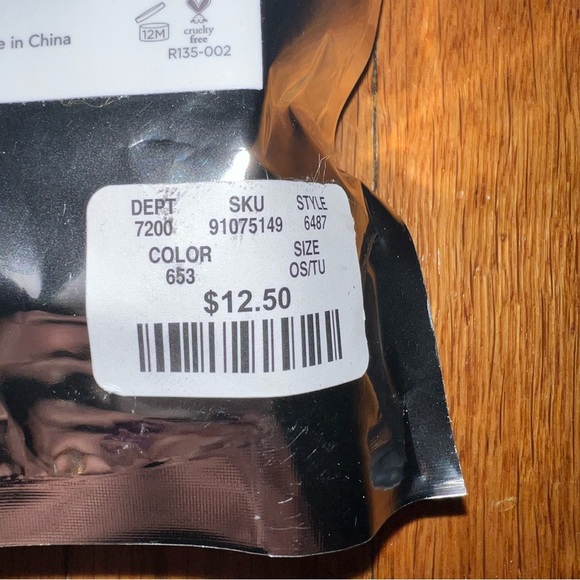 e in China
12M
cruelty
free
R135-002
DEPT SKU STYLE
7200 91075149 6487
COLOR SIZE
653 OS/TU
$12.50